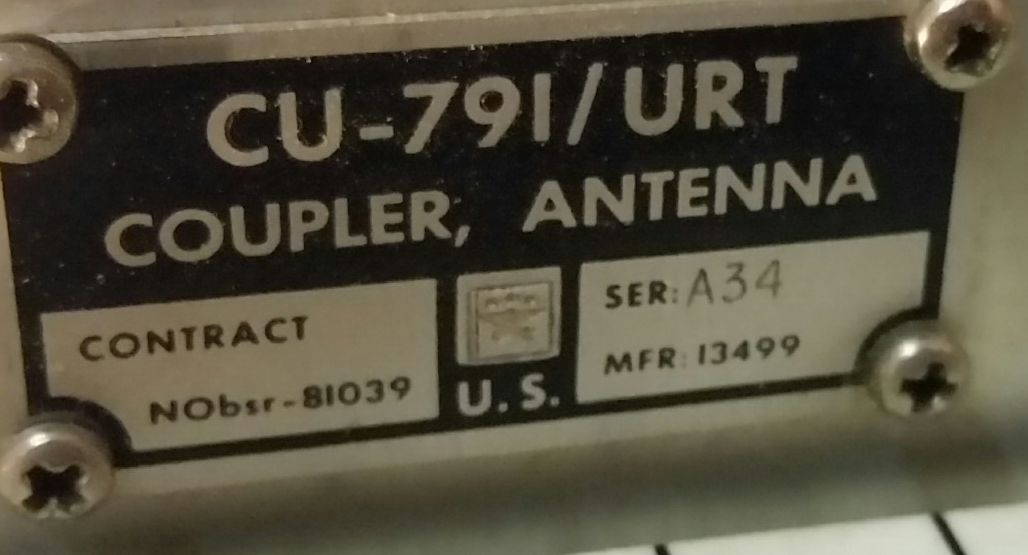 CU-791/URT
COUPLER, ANTENNA
CONTRACT
NObsr-81039
U.S.
SER: A34
MFR: 13499